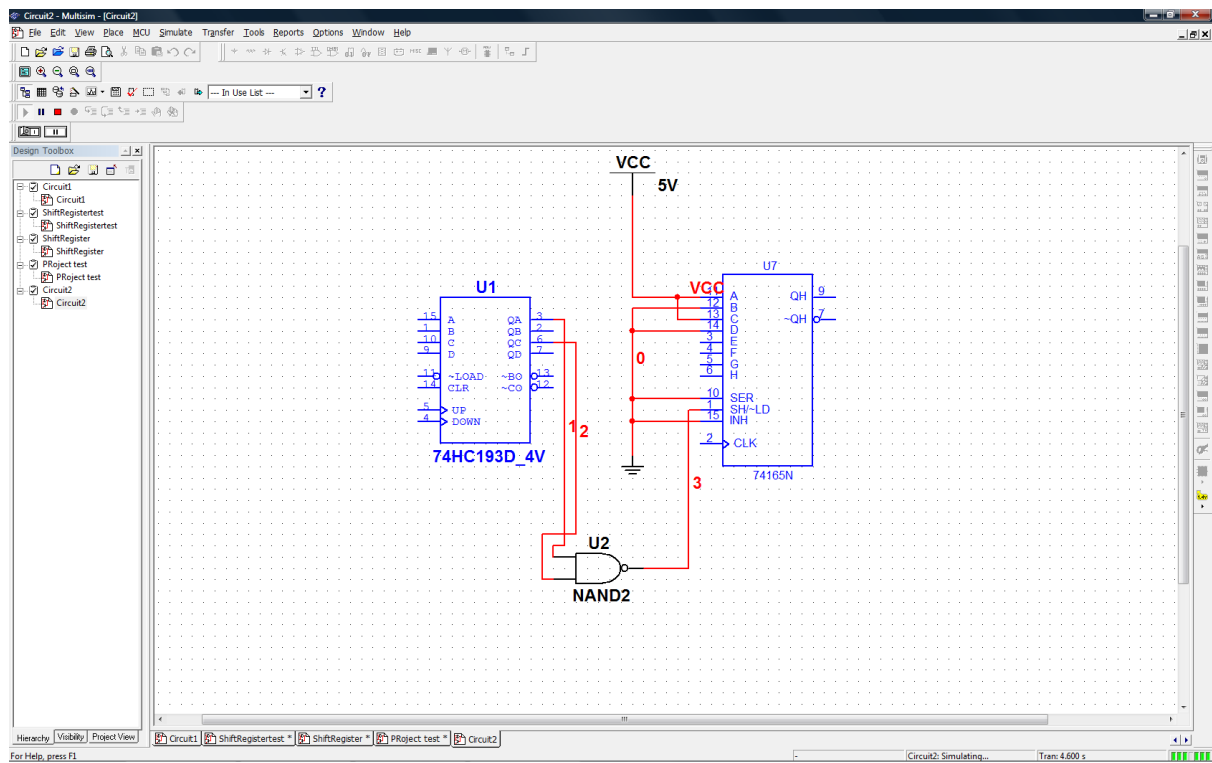 Circuit2 - Multisim - [Circuit2]
File Edit View Place MCU Simulate Transfer Tools Reports Options Window Help
--- In Use List ---
?
Design Toolbox
Circuit1
Circuit1
ShiftRegistertest
ShiftRegistertest
ShiftRegister
ShiftRegister
PRoject test
PRoject test
Circuit2
Circuit2
VCC
5V
U1
15 A QA 3
1 B QB 2
10 C QC 6
9 D QD 7
11 ~LOAD ~BO 13
14 CLR ~CO 12
5 UP
4 DOWN
74HC193D_4V
1
2
0
3
VCC
U7
11 A QH 9
12 B
13 C ~QH 7
14 D
3 E
4 F
5 G
6 H
10 SER
1 SH/~LD
15 INH
2 CLK
74165N
U2
NAND2
Hierarchy Visibility Project View
Circuit1 ShiftRegistertest * ShiftRegister * PRoject test * Circuit2
For Help, press F1
- Circuit2: Simulating... Tran: 4.600 s